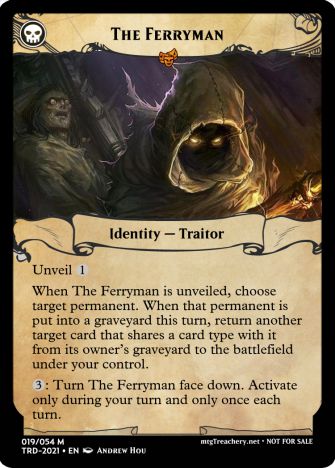 The Ferryman
Identity — Traitor
Unveil 1
When The Ferryman is unveiled, choose
target permanent. When that permanent is
put into a graveyard this turn, return another
target card that shares a card type with it
from its owner's graveyard to the battlefield
under your control.
3: Turn The Ferryman face down. Activate
only during your turn and only once each
turn.
019/054 M
TRD•2021 • EN Andrew Hou
mtgTreachery.net • NOT FOR SALE